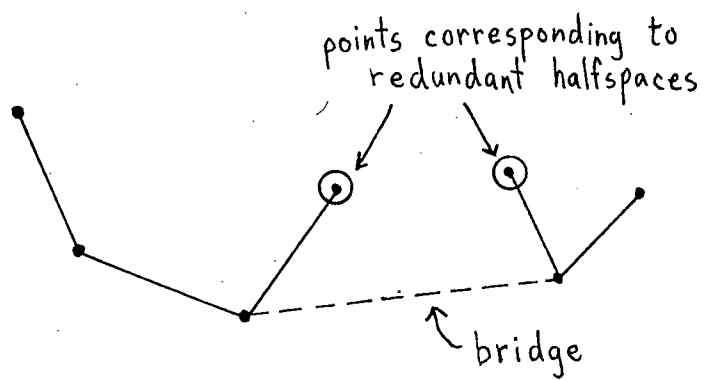 points corresponding to
redundant halfspaces
bridge